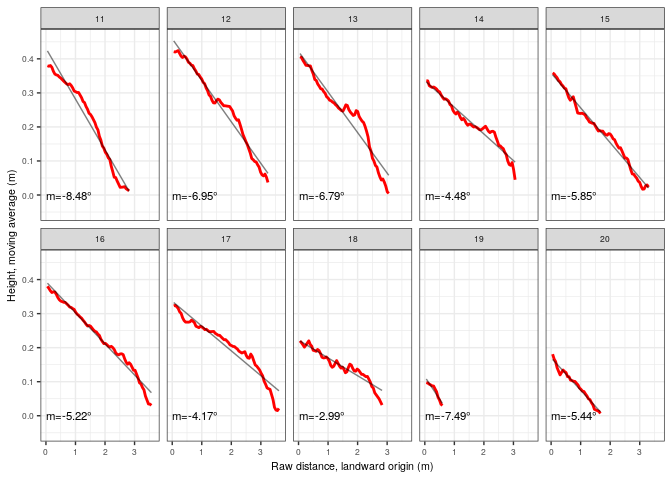 11 12 13 14 15
0.4
0.3
0.2
0.1
0.0
m=-8.48° m=-6.95° m=-6.79° m=-4.48° m=-5.85°
16 17 18 19 20
0.4
0.3
0.2
0.1
0.0
m=-5.22° m=-4.17° m=-2.99° m=-7.49° m=-5.44°
0 1 2 3 0 1 2 3 0 1 2 3 0 1 2 3 0 1 2 3
Height, moving average (m)
Raw distance, landward origin (m)